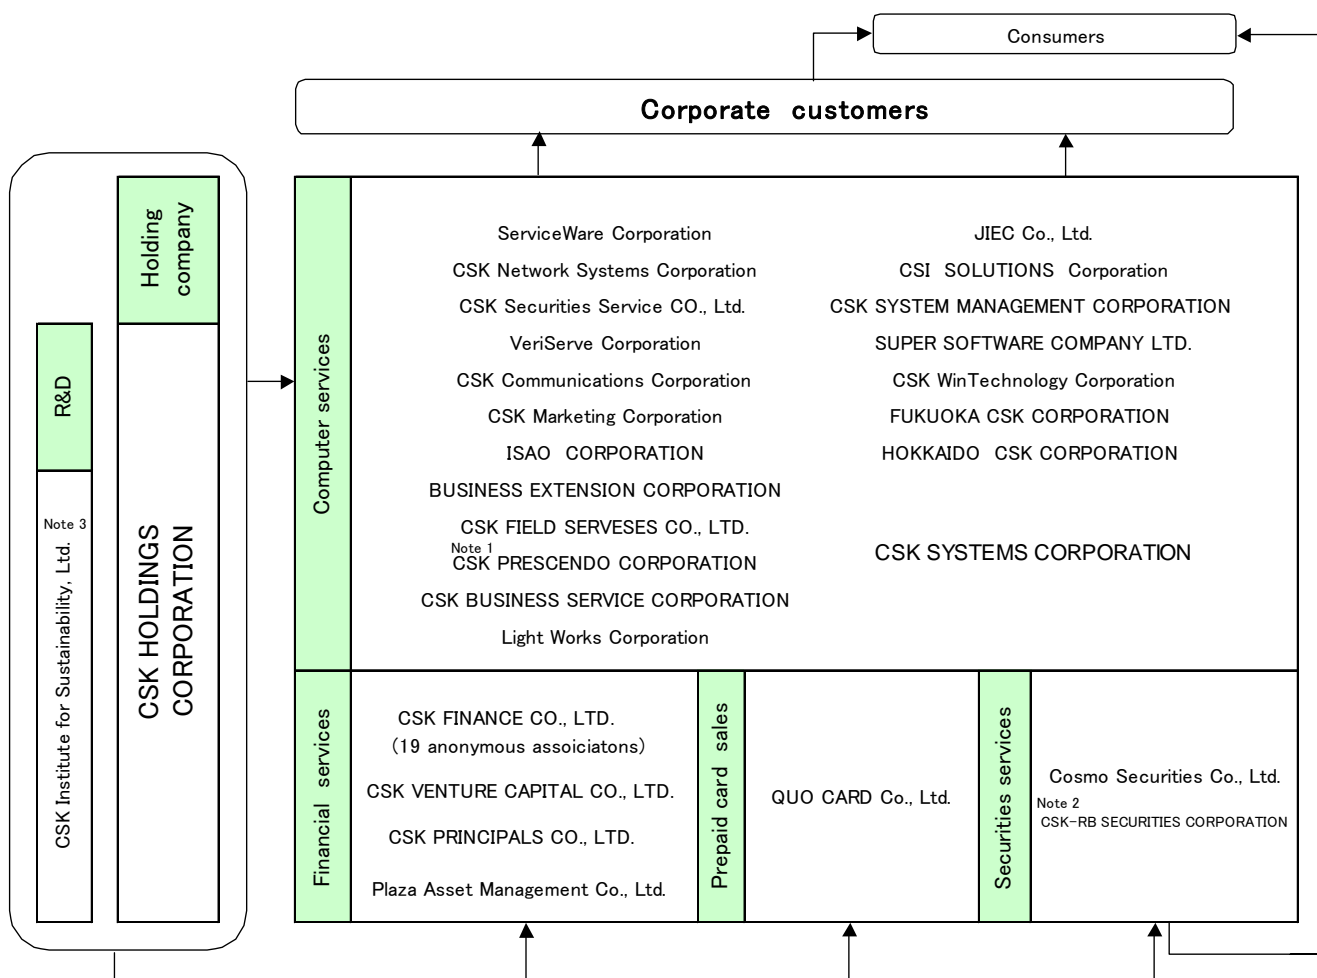 Consumers
Corporate customers
Holding company
CSK HOLDINGS CORPORATION
R&D
Note 3
CSK Institute for Sustainability, Ltd.
Computer services
ServiceWare Corporation
CSK Network Systems Corporation
CSK Securities Service CO., Ltd.
VeriServe Corporation
CSK Communications Corporation
CSK Marketing Corporation
ISAO CORPORATION
BUSINESS EXTENSION CORPORATION
CSK FIELD SERVESES CO., LTD.
Note 1
CSK PRESCENDO CORPORATION
CSK BUSINESS SERVICE CORPORATION
Light Works Corporation
JIEC Co., Ltd.
CSI SOLUTIONS Corporation
CSK SYSTEM MANAGEMENT CORPORATION
SUPER SOFTWARE COMPANY LTD.
CSK WinTechnology Corporation
FUKUOKA CSK CORPORATION
HOKKAIDO CSK CORPORATION
CSK SYSTEMS CORPORATION
Financial services
CSK FINANCE CO., LTD.
(19 anonymous assoiciatons)
CSK VENTURE CAPITAL CO., LTD.
CSK PRINCIPALS CO., LTD.
Plaza Asset Management Co., Ltd.
Prepaid card sales
QUO CARD Co., Ltd.
Securities services
Cosmo Securities Co., Ltd.
Note 2
CSK-RB SECURITIES CORPORATION